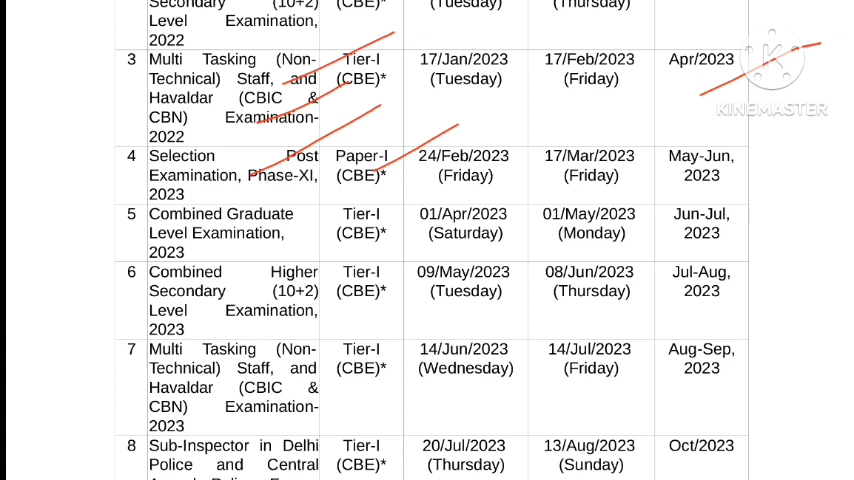 Secondary (10+2) (CBE)* (Tuesday) (Thursday)
Level Examination,
2022
3 Multi Tasking (Non- Tier-I 17/Jan/2023 17/Feb/2023 Apr/2023
Technical) Staff, and (CBE)* (Tuesday) (Friday)
Havaldar (CBIC &
CBN) Examination-
2022
KINEMASTER
4 Selection Post Paper-I 24/Feb/2023 17/Mar/2023 May-Jun,
Examination, Phase-XI, (CBE)* (Friday) (Friday) 2023
2023
5 Combined Graduate Tier-I 01/Apr/2023 01/May/2023 Jun-Jul,
Level Examination, (CBE)* (Saturday) (Monday) 2023
2023
6 Combined Higher Tier-I 09/May/2023 08/Jun/2023 Jul-Aug,
Secondary (10+2) (CBE)* (Tuesday) (Thursday) 2023
Level Examination,
2023
7 Multi Tasking (Non- Tier-I 14/Jun/2023 14/Jul/2023 Aug-Sep,
Technical) Staff, and (CBE)* (Wednesday) (Friday) 2023
Havaldar (CBIC &
CBN) Examination-
2023
8 Sub-Inspector in Delhi Tier-I 20/Jul/2023 13/Aug/2023 Oct/2023
Police and Central (CBE)* (Thursday) (Sunday)